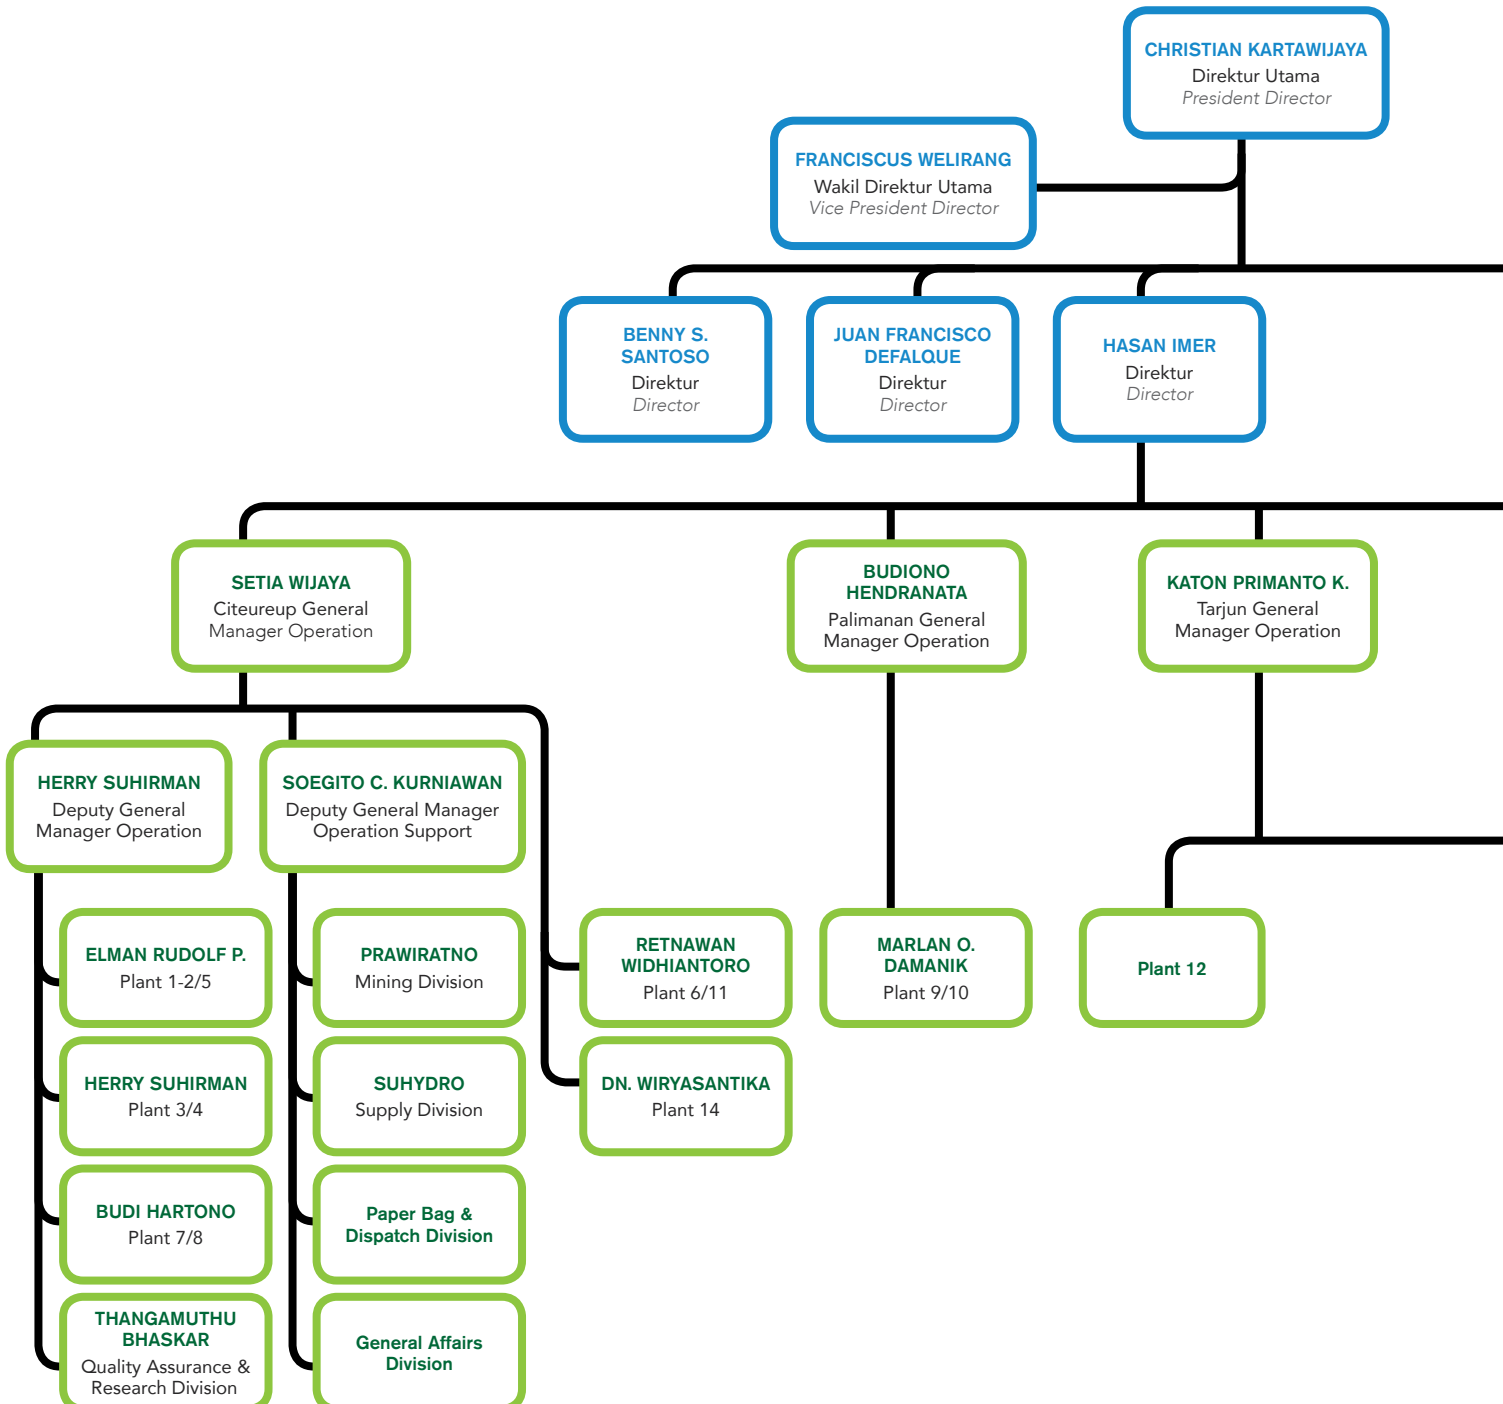 CHRISTIAN KARTAWIJAYA
Direktur Utama
President Director
FRANCISCUS WELIRANG
Wakil Direktur Utama
Vice President Director
BENNY S.
SANTOSO
Direktur
Director
JUAN FRANCISCO
DEFALQUE
Direktur
Director
HASAN IMER
Direktur
Director
SETIA WIJAYA
Citeureup General
Manager Operation
BUDIONO
HENDRANATA
Palimanan General
Manager Operation
KATON PRIMANTO K.
Tarjun General
Manager Operation
HERRY SUHIRMAN
Deputy General
Manager Operation
SOEGITO C. KURNIAWAN
Deputy General Manager
Operation Support
ELMAN RUDOLF P.
Plant 1-2/5
PRAWIRATNO
Mining Division
RETNAWAN
WIDHIANTORO
Plant 6/11
MARLAN O.
DAMANIK
Plant 9/10
Plant 12
HERRY SUHIRMAN
Plant 3/4
SUHYDRO
Supply Division
DN. WIRYASANTIKA
Plant 14
BUDI HARTONO
Plant 7/8
Paper Bag &
Dispatch Division
THANGAMUTHU
BHASKAR
Quality Assurance &
Research Division
General Affairs
Division